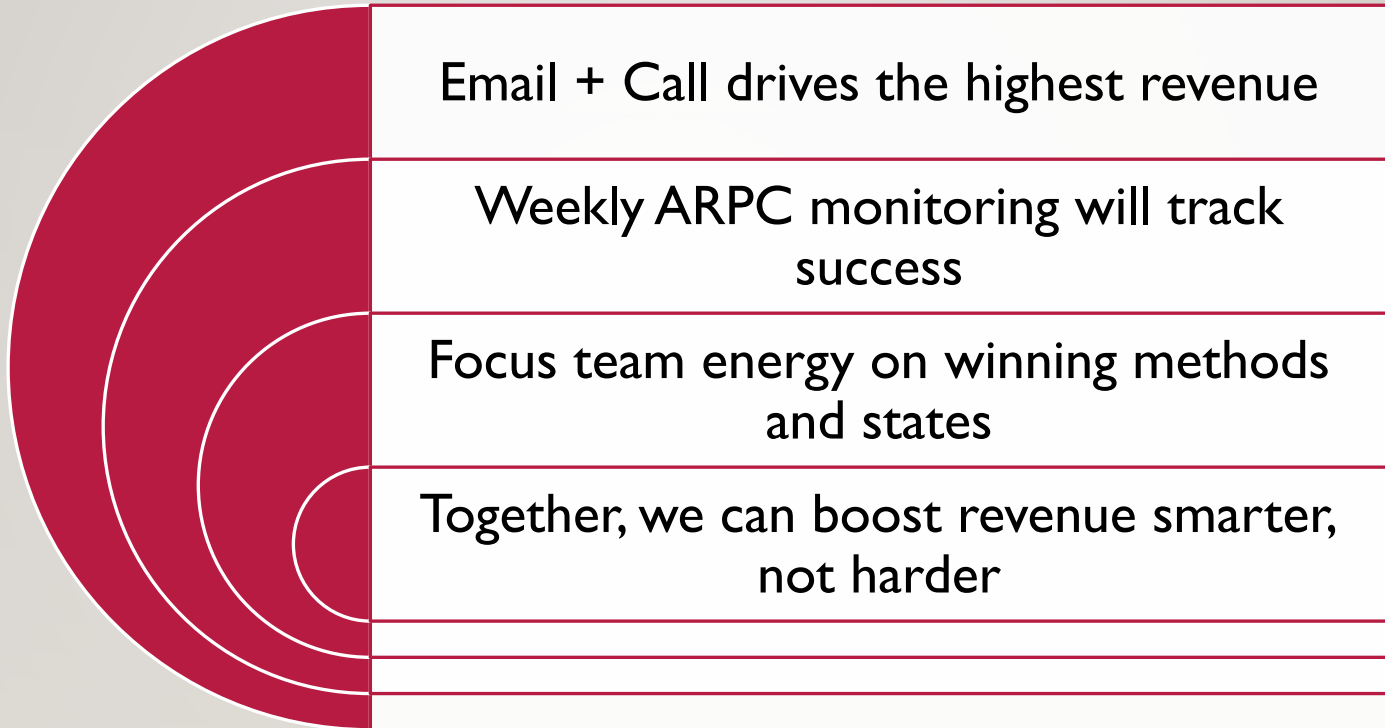 Email + Call drives the highest revenue
Weekly ARPC monitoring will track
success
Focus team energy on winning methods
and states
Together, we can boost revenue smarter,
not harder